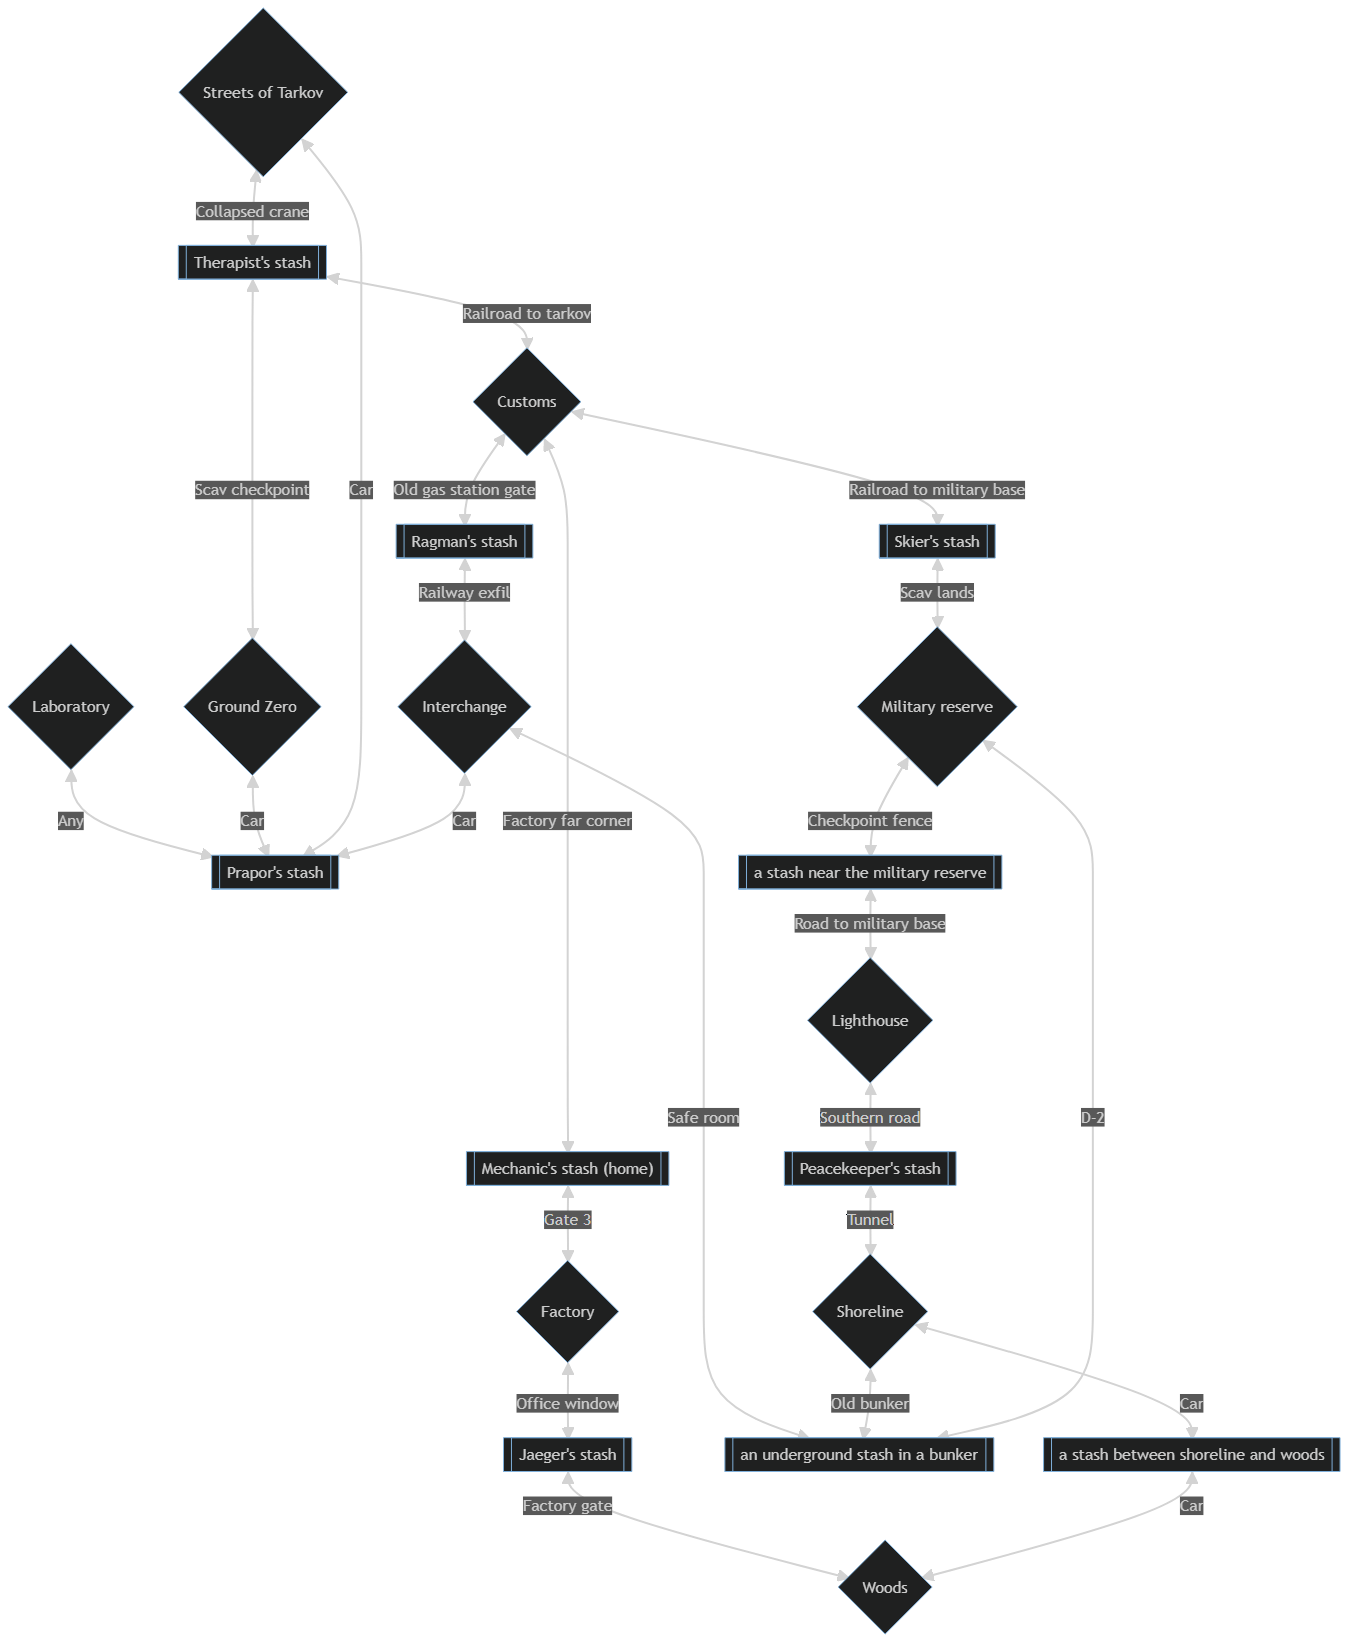 Streets of Tarkov
Collapsed crane
Therapist's stash
Railroad to tarkov
Customs
Scav checkpoint
Car
Old gas station gate
Railroad to military base
Ragman's stash
Skier's stash
Railway exfil
Scav lands
Laboratory
Ground Zero
Interchange
Military reserve
Any
Car
Car
Factory far corner
Checkpoint fence
Prapor's stash
a stash near the military reserve
Road to military base
Lighthouse
Safe room
Southern road
D-2
Mechanic's stash (home)
Peacekeeper's stash
Gate 3
Tunnel
Factory
Shoreline
Office window
Old bunker
Car
Jaeger's stash
an underground stash in a bunker
a stash between shoreline and woods
Factory gate
Car
Woods